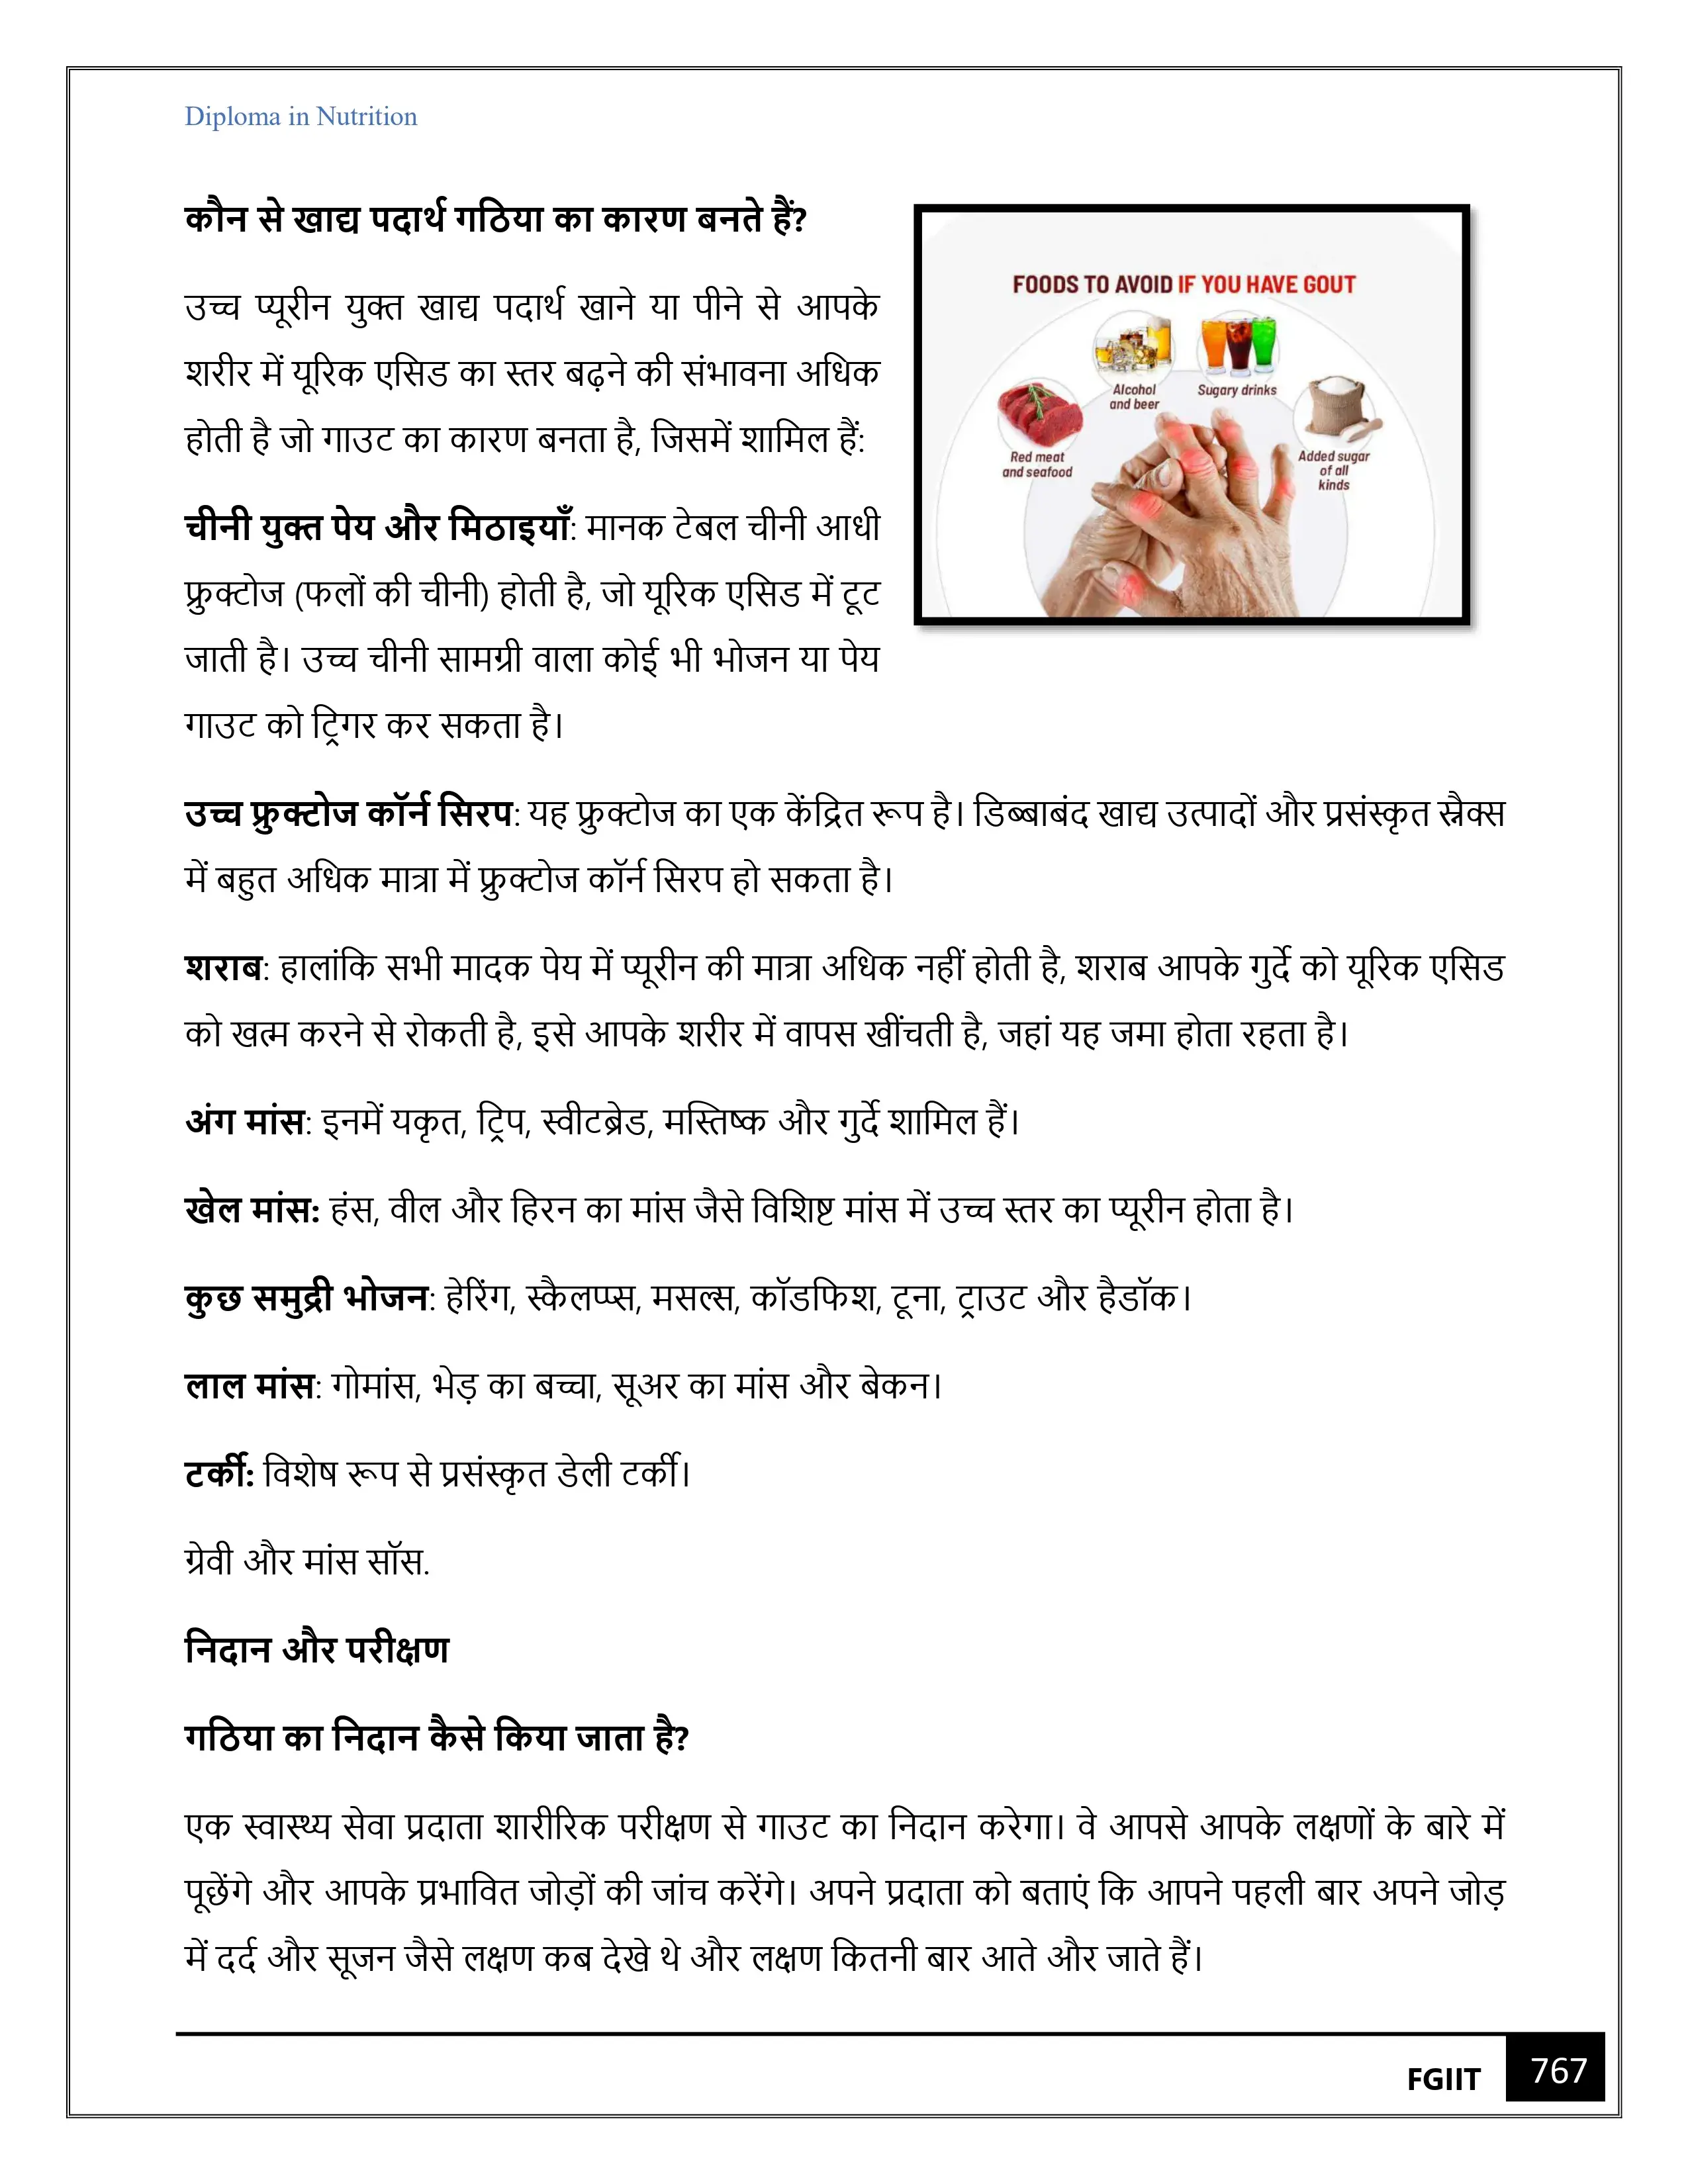 Diploma in Nutrition
कौन से खाद्य पदार्थ गठिया का कारण बनते हैं?
उच्च प्यूरीन युक्त खाद्य पदार्थ खाने या पीने से आपके
शरीर में यूरिक एसिड का स्तर बढ़ने की संभावना अधिक
होती है जो गाउट का कारण बनता है, जिसमें शामिल हैं:
FOODS TO AVOID IF YOU HAVE GOUT
Alcohol
and beer
Sugary drinks
Red meat
and seafood
Added sugar
of all
kinds
चीनी युक्त पेय और मिठाइयाँ: मानक टेबल चीनी आधी
फ्रुक्टोज (फलों की चीनी) होती है, जो यूरिक एसिड में टूट
जाती है। उच्च चीनी सामग्री वाला कोई भी भोजन या पेय
गाउट को ट्रिगर कर सकता है।
उच्च फ्रुक्टोज कॉर्न सिरप: यह फ्रुक्टोज का एक केंद्रित रूप है। डिब्बाबंद खाद्य उत्पादों और प्रसंस्कृत स्नैक्स
में बहुत अधिक मात्रा में फ्रुक्टोज कॉर्न सिरप हो सकता है।
शराब: हालांकि सभी मादक पेय में प्यूरीन की मात्रा अधिक नहीं होती है, शराब आपके गुर्दे को यूरिक एसिड
को खत्म करने से रोकती है, इसे आपके शरीर में वापस खींचती है, जहां यह जमा होता रहता है।
अंग मांस: इनमें यकृत, ट्रिप, स्वीटब्रेड, मस्तिष्क और गुर्दे शामिल हैं।
खेल मांस: हंस, वील और हिरन का मांस जैसे विशिष्ट मांस में उच्च स्तर का प्यूरीन होता है।
कुछ समुद्री भोजन: हेरिंग, स्कैलप्प्स, मसल्स, कॉडफिश, टूना, ट्राउट और हैडॉक।
लाल मांस: गोमांस, भेड़ का बच्चा, सूअर का मांस और बेकन।
टर्की: विशेष रूप से प्रसंस्कृत डेली टर्की।
ग्रेवी और मांस सॉस.
निदान और परीक्षण
गठिया का निदान कैसे किया जाता है?
एक स्वास्थ्य सेवा प्रदाता शारीरिक परीक्षण से गाउट का निदान करेगा। वे आपसे आपके लक्षणों के बारे में
पूछेंगे और आपके प्रभावित जोड़ों की जांच करेंगे। अपने प्रदाता को बताएं कि आपने पहली बार अपने जोड़
में दर्द और सूजन जैसे लक्षण कब देखे थे और लक्षण कितनी बार आते और जाते हैं।
FGIIT
767